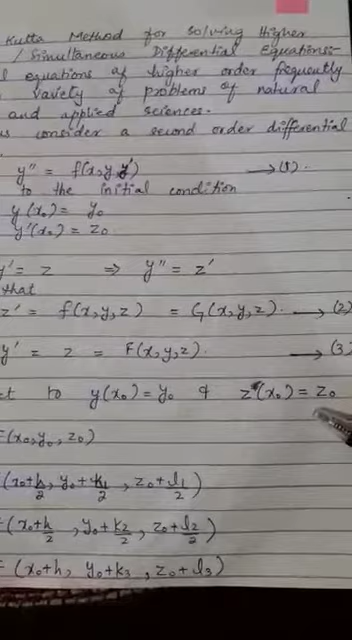 Kutta Method for Solving Higher
/ Simultaneous Differential Equations:-
l equations of higher order frequently
variety of problems of natural
and applied sciences.
s consider a second order differential
y'' = f(x,y,y') → (1).
to the initial condition
y(x₀) = y₀
y'(x₀) = z₀
y' = z ⇒ y'' = z'
that
z' = f(x,y,z) = G(x,y,z). → (2)
y' = z = F(x,y,z). → (3)
ct to y(x₀) = y₀ & z(x₀) = z₀
F(x₀,y₀,z₀)
(x₀+h/2, y₀+k₁/2, z₀+l₁/2)
(x₀+h/2, y₀+k₂/2, z₀+l₂/2)
= (x₀+h, y₀+k₃, z₀+l₃)